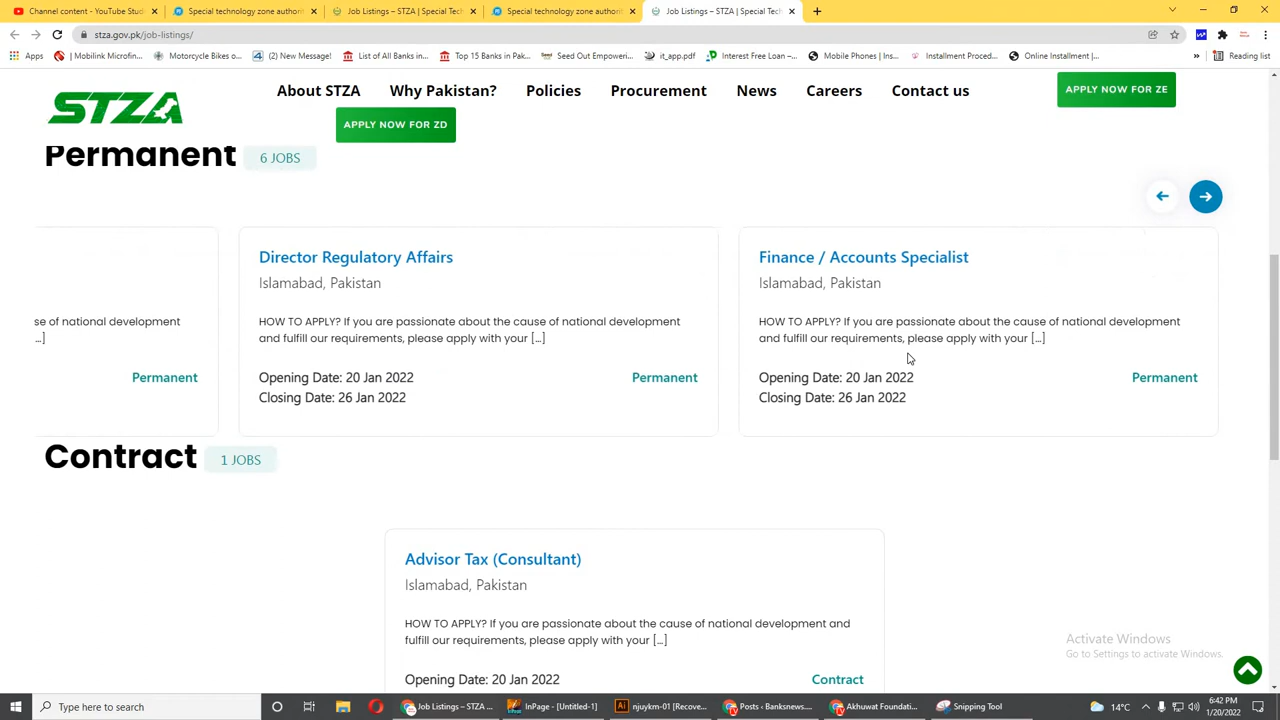 Channel content - YouTube Studi
Special technology zone authorit
Job Listings – STZA | Special Tech
Special technology zone authorit
Job Listings – STZA | Special Tech
stza.gov.pk/job-listings/
Apps
| Mobilink Microfin...
Motorcycle Bikes o...
(2) New Message!
List of All Banks in...
Top 15 Banks in Pak...
Seed Out Empoweri...
it_app.pdf
Interest Free Loan –...
Mobile Phones | Ins...
Installment Proced...
Online Installment |...
»
Reading list
STZA
About STZA
Why Pakistan?
Policies
Procurement
News
Careers
Contact us
APPLY NOW FOR ZE
APPLY NOW FOR ZD
Permanent
6 JOBS
se of national development
...]
Permanent
Director Regulatory Affairs
Islamabad, Pakistan
HOW TO APPLY? If you are passionate about the cause of national development
and fulfill our requirements, please apply with your [...]
Opening Date: 20 Jan 2022
Permanent
Closing Date: 26 Jan 2022
Finance / Accounts Specialist
Islamabad, Pakistan
HOW TO APPLY? If you are passionate about the cause of national development
and fulfill our requirements, please apply with your [...]
Opening Date: 20 Jan 2022
Permanent
Closing Date: 26 Jan 2022
Contract
1 JOBS
Advisor Tax (Consultant)
Islamabad, Pakistan
HOW TO APPLY? If you are passionate about the cause of national development and
fulfill our requirements, please apply with your [...]
Opening Date: 20 Jan 2022
Contract
Activate Windows
Go to Settings to activate Windows.
Type here to search
Job Listings – STZA ...
InPage - [Untitled-1]
njuykm-01 [Recove...
Posts ‹ Banksnews....
Akhuwat Foundati...
Snipping Tool
14°C
6:42 PM
1/20/2022